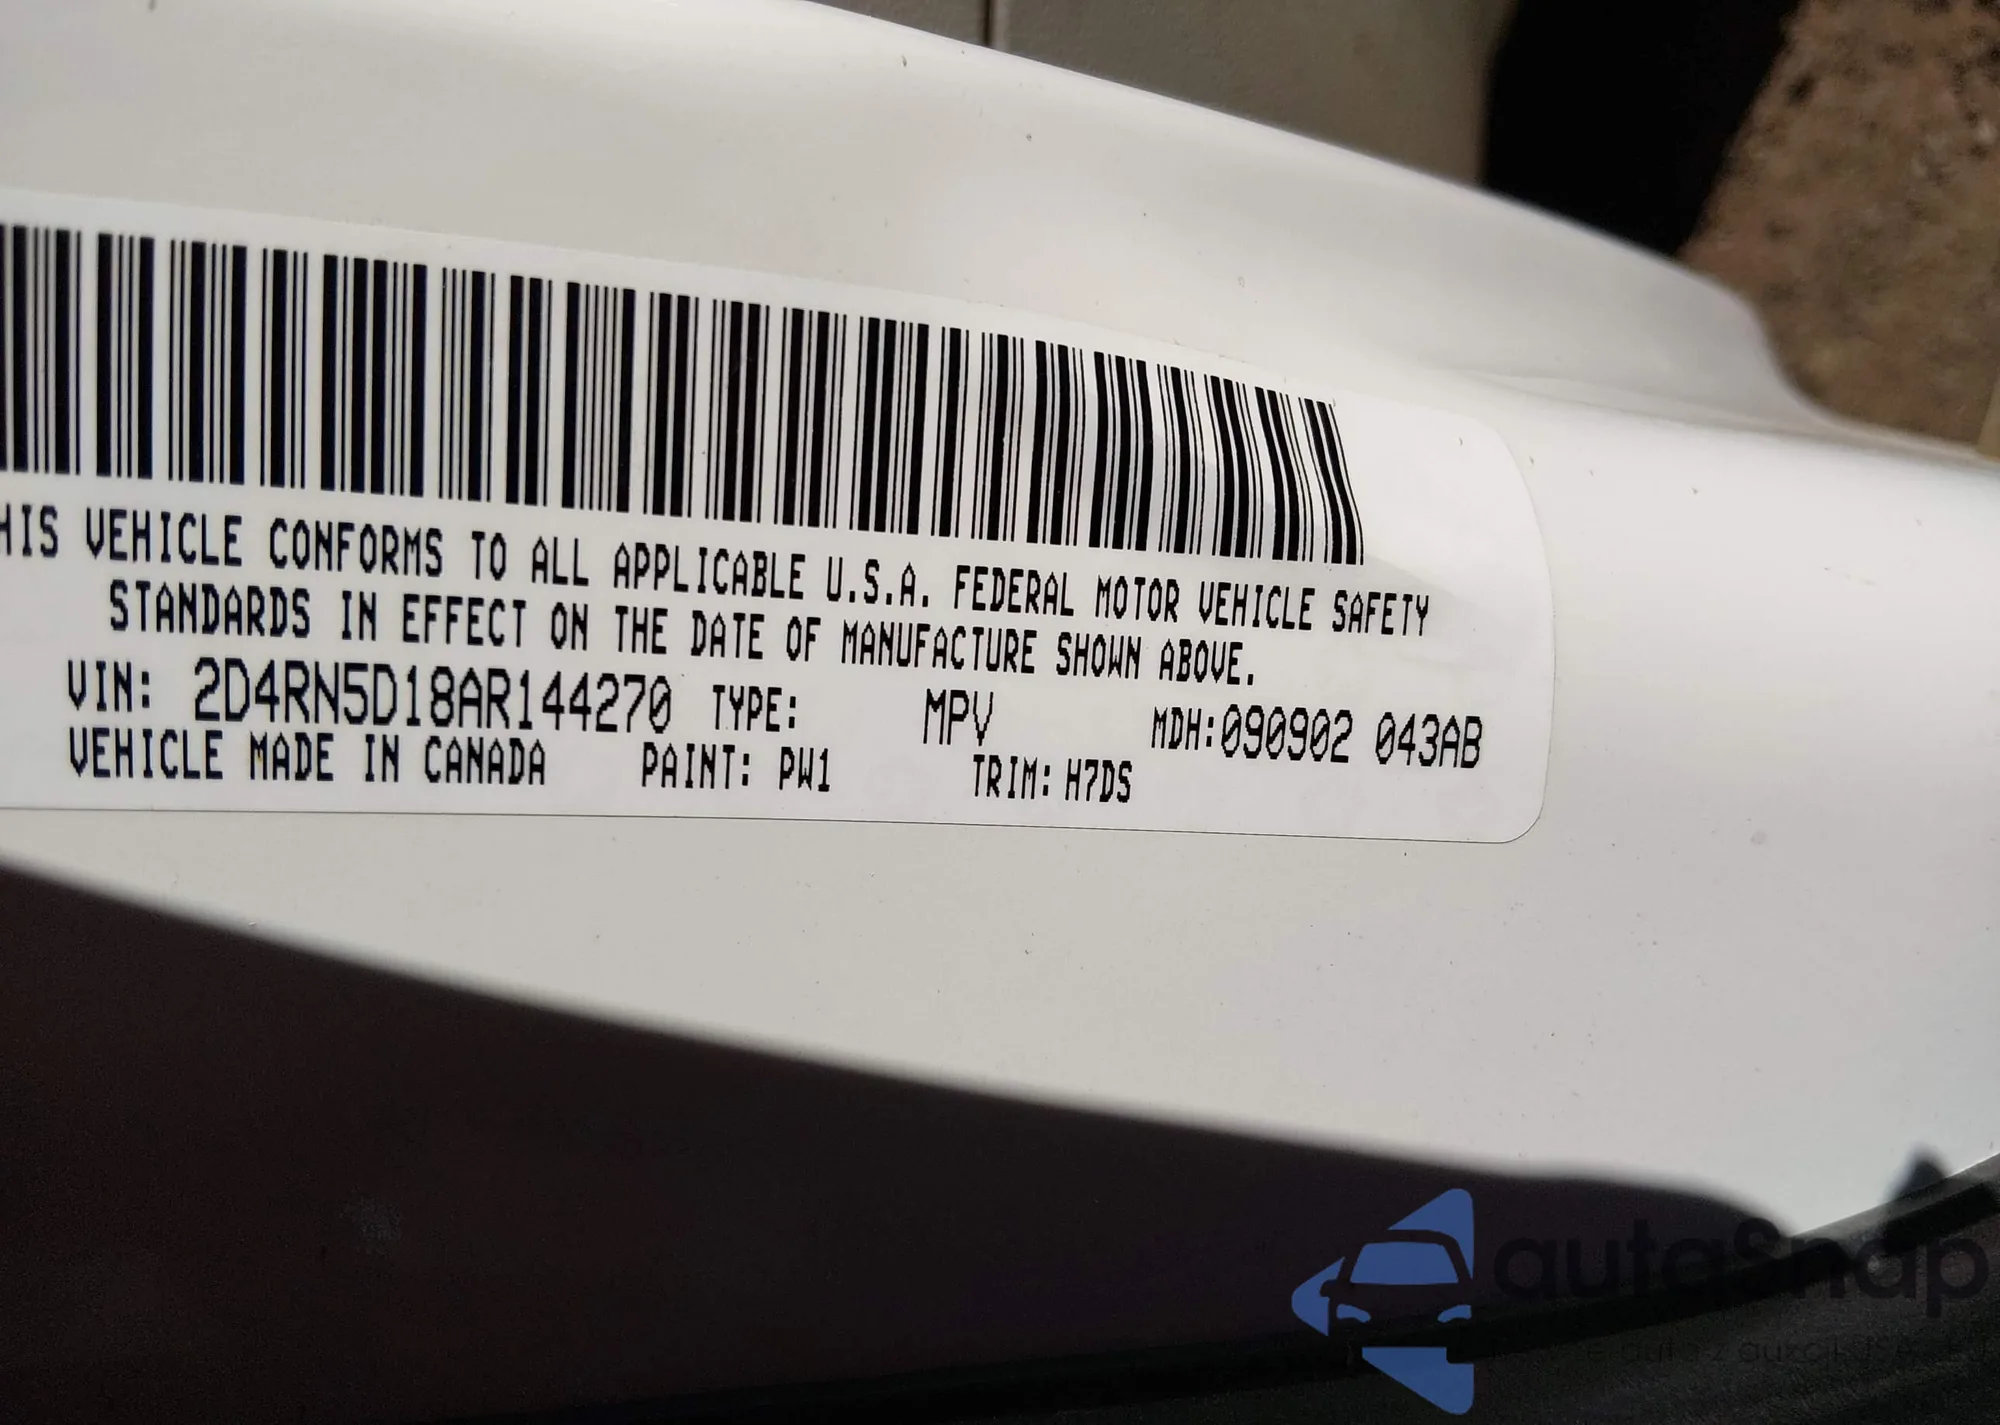 HIS VEHICLE CONFORMS TO ALL APPLICABLE U.S.A. FEDERAL MOTOR VEHICLE SAFETY
STANDARDS IN EFFECT ON THE DATE OF MANUFACTURE SHOWN ABOVE.
VIN: 2D4RN5D18AR144270 TYPE: MPV MDH:090902 043AB
VEHICLE MADE IN CANADA PAINT: PW1 TRIM: H7DS
autaSnap